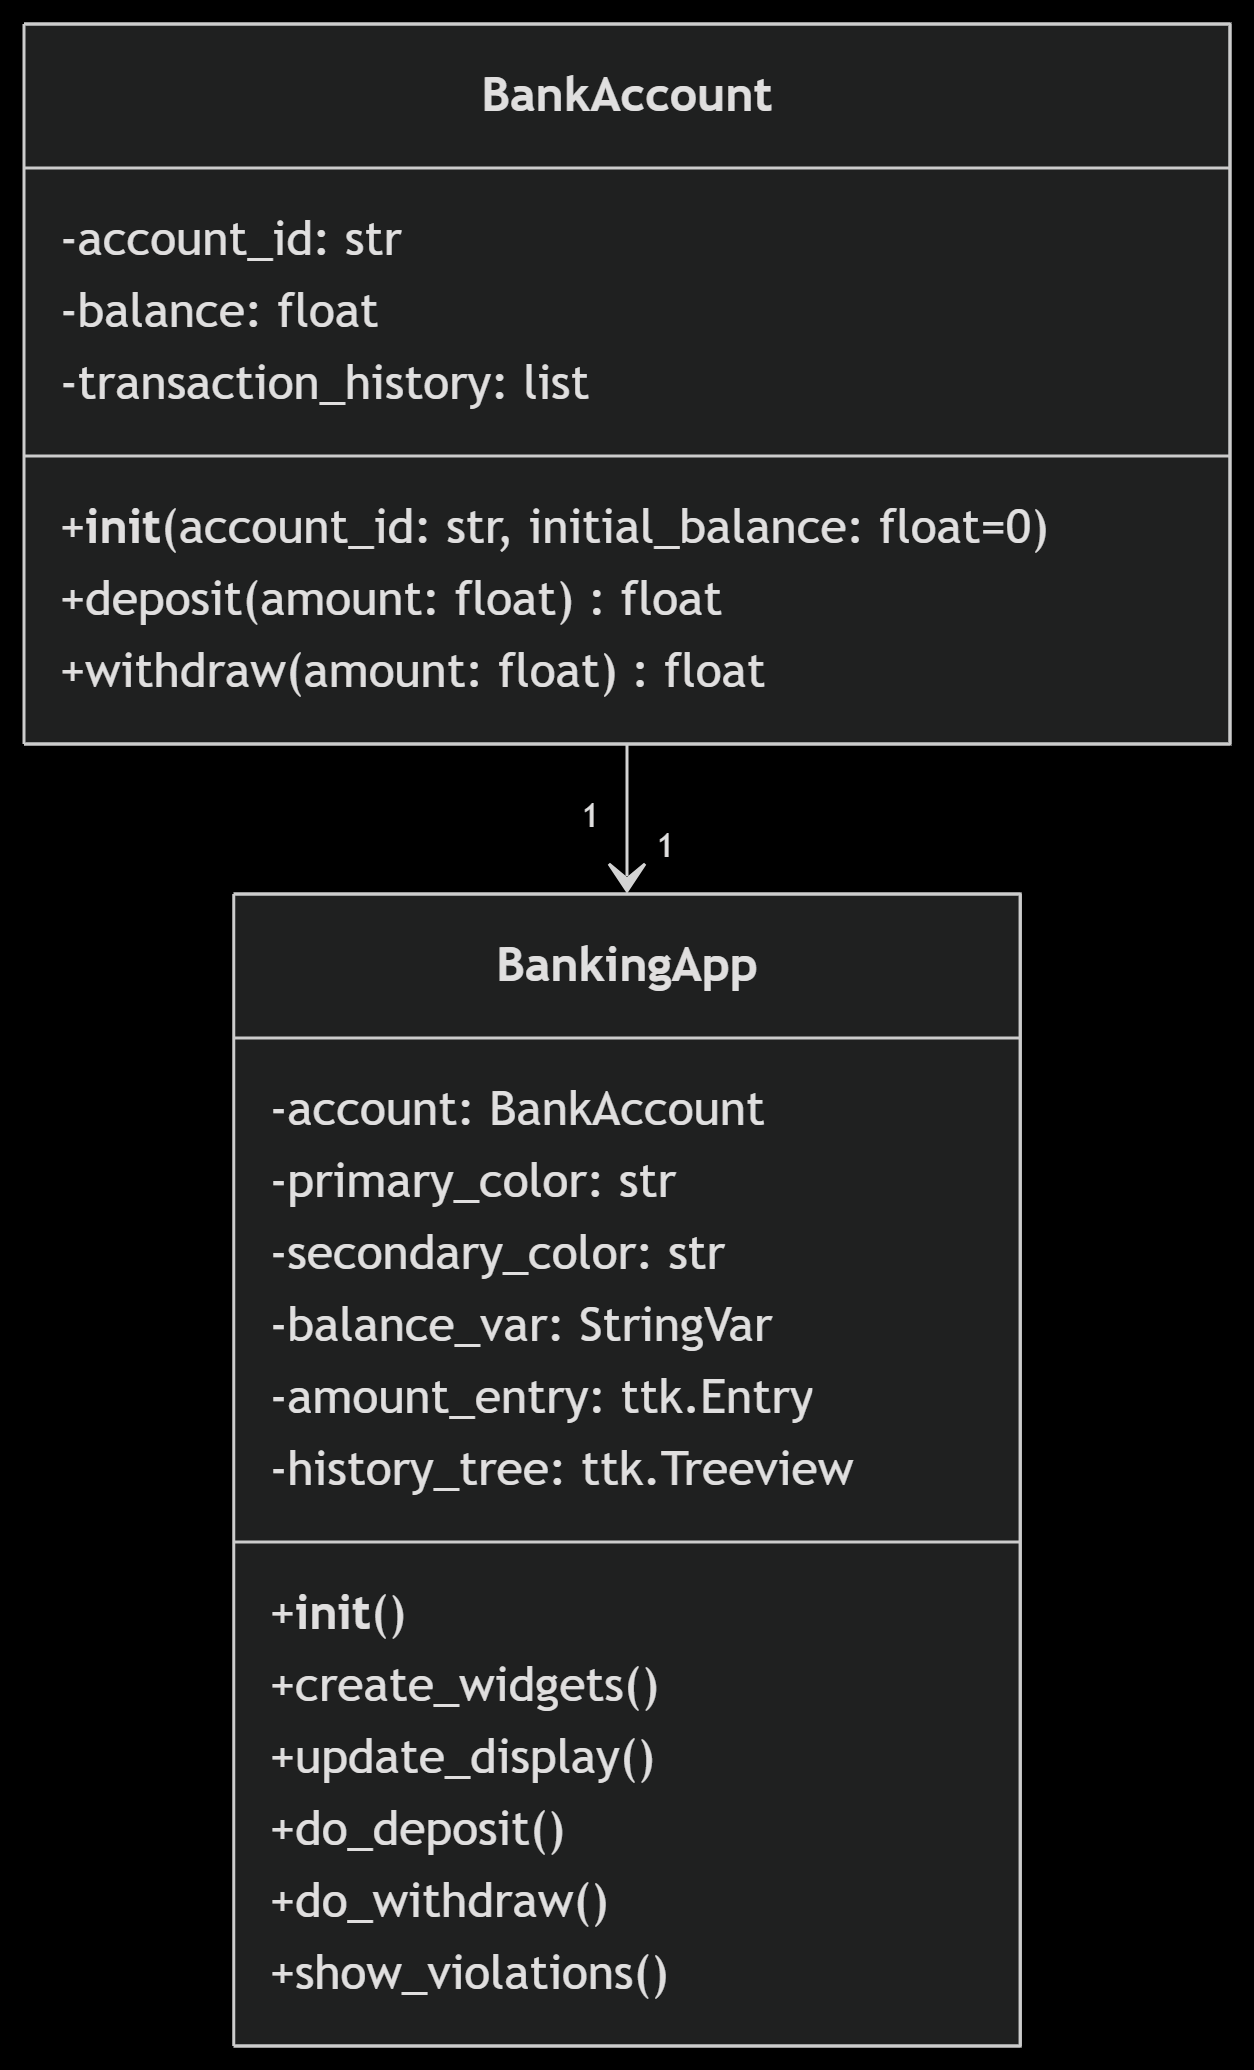 BankAccount
-account_id: str
-balance: float
-transaction_history: list
+init(account_id: str, initial_balance: float=0)
+deposit(amount: float) : float
+withdraw(amount: float) : float
1
1
BankingApp
-account: BankAccount
-primary_color: str
-secondary_color: str
-balance_var: StringVar
-amount_entry: ttk.Entry
-history_tree: ttk.Treeview
+init()
+create_widgets()
+update_display()
+do_deposit()
+do_withdraw()
+show_violations()